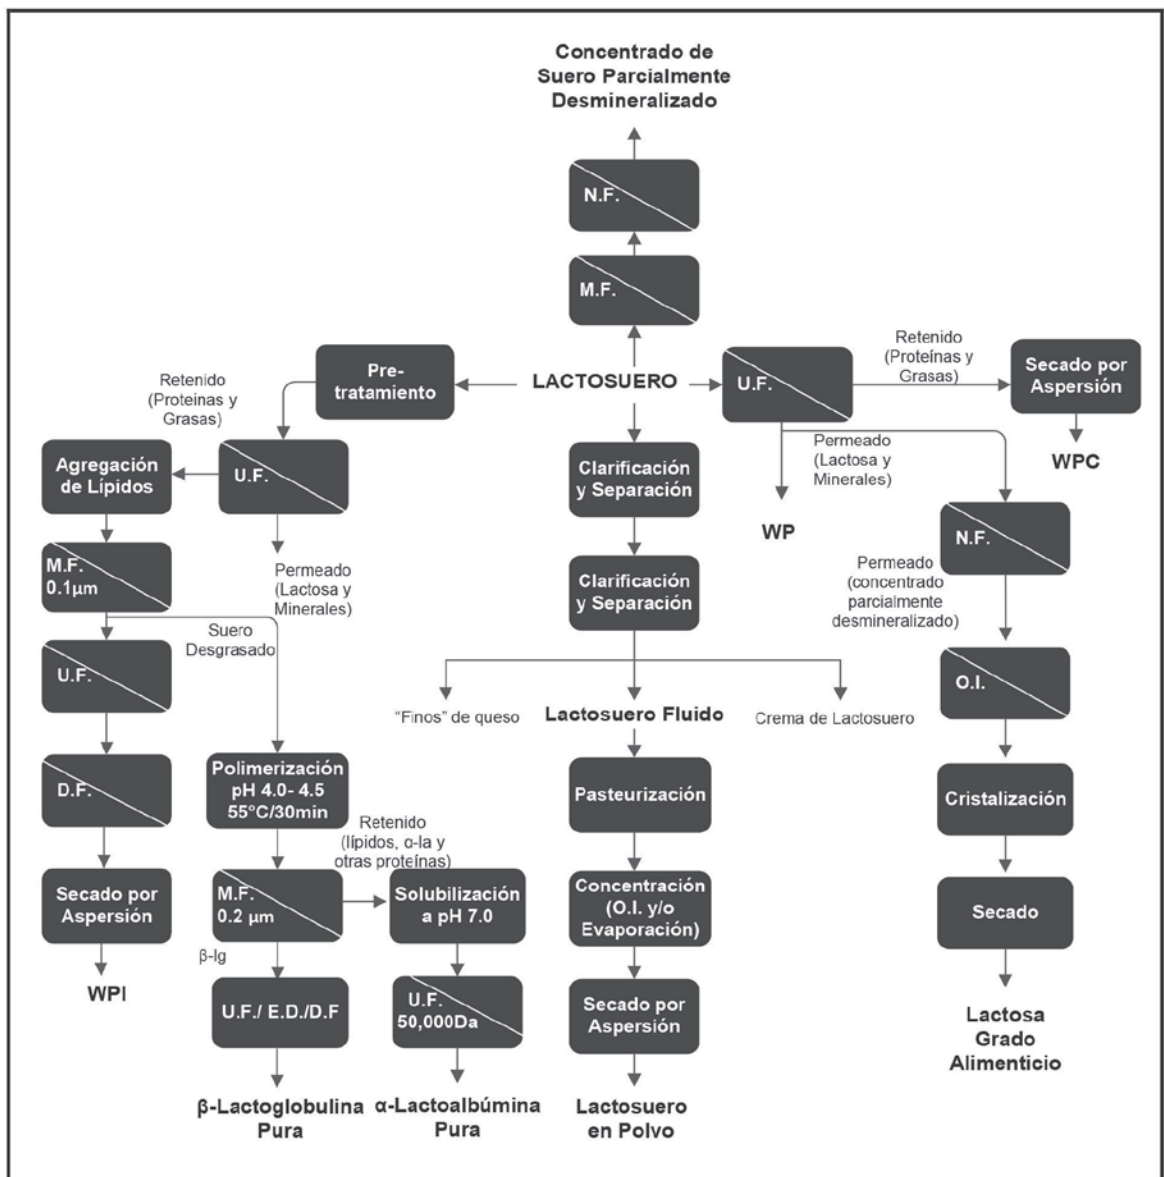 Concentrado de
Suero Parcialmente
Desmineralizado
N.F.
M.F.
LACTOSUERO
Pre-
tratamiento
Retenido
(Proteinas y
Grasas)
U.F.
Agregación
de Lípidos
Permeado
(Lactosa y
Minerales)
M.F.
0.1µm
Suero
Desgrasado
U.F.
D.F.
Secado por
Aspersión
WPI
Polimerización
pH 4.0- 4.5
55°C/30min
Retenido
(lípidos, α-la y
otras proteínas)
M.F.
0.2 µm
Solubilización
a pH 7.0
β-lg
U.F./ E.D./D.F
U.F.
50,000Da
β-Lactoglobulina
Pura
α-Lactoalbúmina
Pura
Clarificación
y Separación
Clarificación
y Separación
“Finos” de queso
Lactosuero Fluido
Crema de Lactosuero
Pasteurización
Concentración
(O.I. y/o
Evaporación)
Secado por
Aspersión
Lactosuero
en Polvo
U.F.
Retenido
(Proteínas y
Grasas)
Secado por
Aspersión
WPC
Permeado
(Lactosa y
Minerales)
WP
N.F.
Permeado
(concentrado
parcialmente
desmineralizado)
O.I.
Cristalización
Secado
Lactosa
Grado
Alimenticio